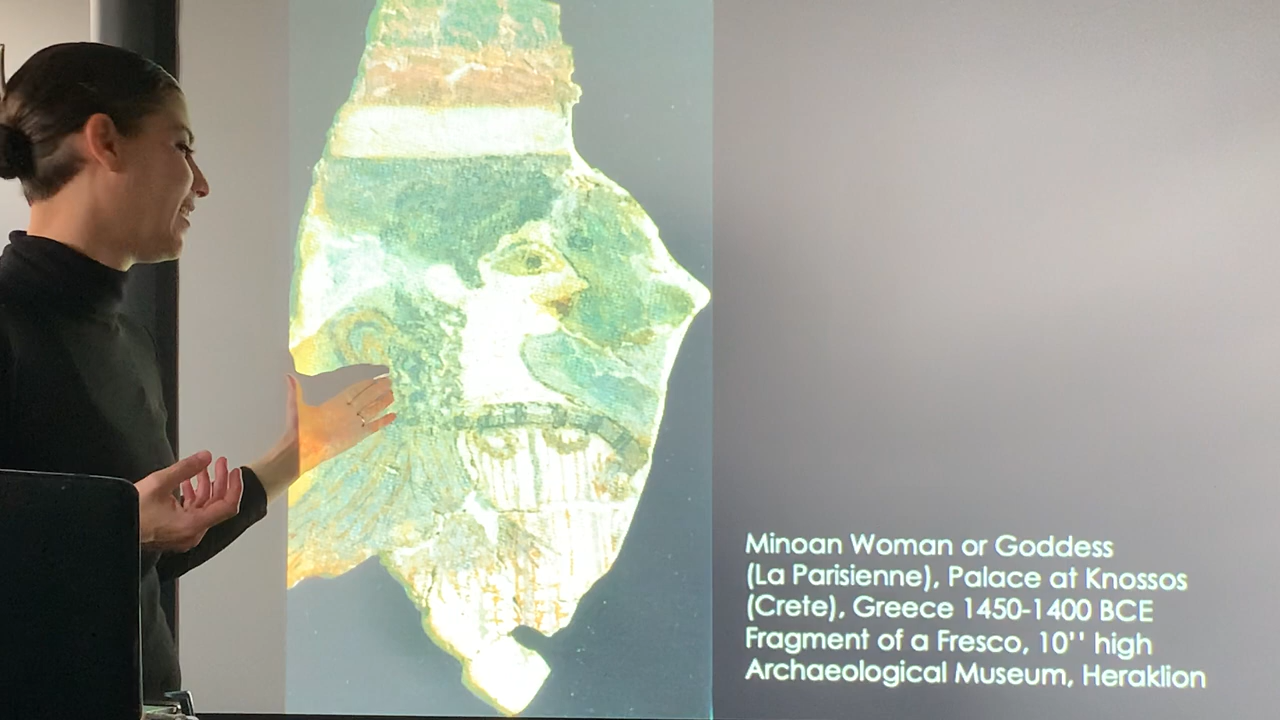 Minoan Woman or Goddess
(La Parisienne), Palace at Knossos
(Crete), Greece 1450-1400 BCE
Fragment of a Fresco, 10'' high
Archaeological Museum, Heraklion